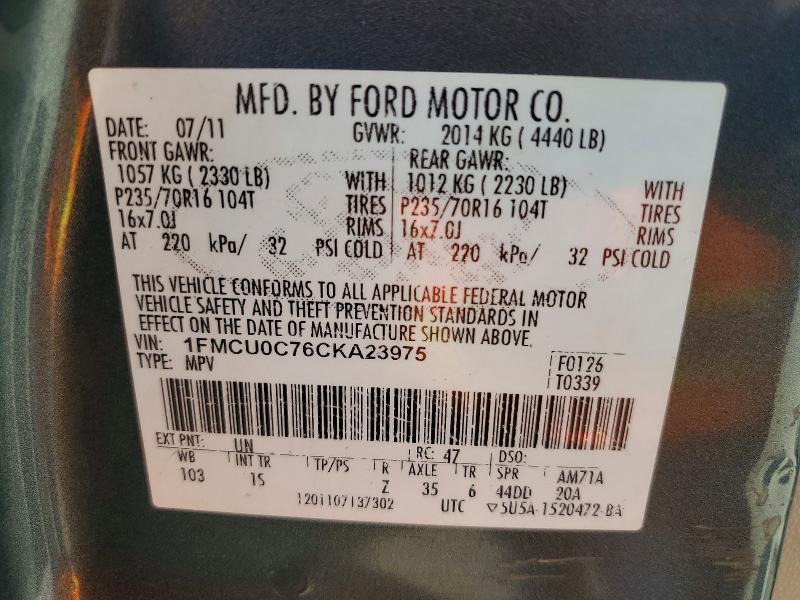 MFD. BY FORD MOTOR CO.
DATE: 07/11 GVWR: 2014 KG ( 4440 LB)
FRONT GAWR: REAR GAWR:
1057 KG ( 2330 LB) WITH 1012 KG ( 2230 LB) WITH
P235/70R16 104T TIRES P235/70R16 104T TIRES
16x7.0J RIMS 16x7.0J RIMS
AT 220 kPa/ 32 PSI COLD AT 220 kPa/ 32 PSI COLD
THIS VEHICLE CONFORMS TO ALL APPLICABLE FEDERAL MOTOR
VEHICLE SAFETY AND THEFT PREVENTION STANDARDS IN
EFFECT ON THE DATE OF MANUFACTURE SHOWN ABOVE.
VIN: 1FMCU0C76CKA23975
TYPE: MPV F0126
T0339
EXT PNT: UN RC: 47 DSO:
WB INT TR TP/PS R AXLE TR SPR AM71A
103 1S Z 35 6 44DD 20A
1201107137302 UTC ▽5U5A-1520472-BA